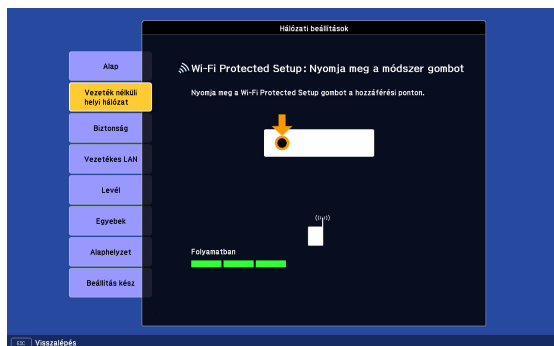 Hálózati beállítások
Alap
Vezeték nélküli
helyi hálózat
Biztonság
Vezetékes LAN
Levél
Egyebek
Alaphelyzet
Beállítás kész
Wi-Fi Protected Setup: Nyomja meg a módszer gombot
Nyomja meg a Wi-Fi Protected Setup gombot a hozzáférési ponton.
Folyamatban
ESC Visszalépés